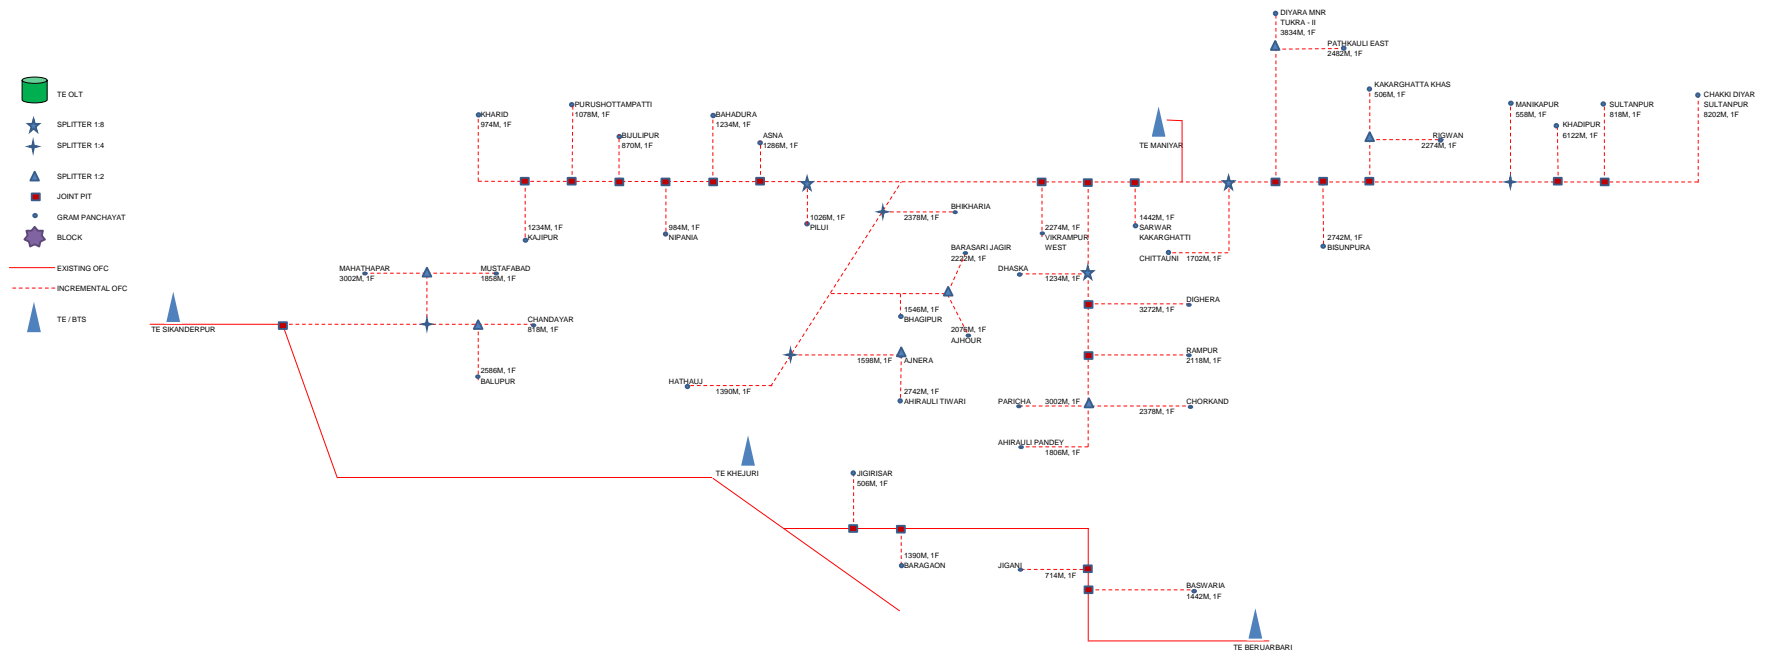 TE OLT
SPLITTER 1:8
SPLITTER 1:4
SPLITTER 1:2
JOINT PIT
GRAM PANCHAYAT
BLOCK
EXISTING OFC
INCREMENTAL OFC
TE / BTS
DIYARA MNR
TUKRA - II
3834M, 1F
PATHKAULI EAST
2482M, 1F
KAKARGHATTA KHAS
506M, 1F
RIGWAN
2274M, 1F
MANIKAPUR
558M, 1F
KHADIPUR
6122M, 1F
SULTANPUR
818M, 1F
CHAKKI DIYAR
SULTANPUR
8202M, 1F
KHARID
974M, 1F
PURUSHOTTAMPATTI
1078M, 1F
BIJULIPUR
870M, 1F
BAHADURA
1234M, 1F
ASNA
1286M, 1F
TE MANIYAR
1234M, 1F
KAJIPUR
984M, 1F
NIPANIA
1026M, 1F
PILUI
BHIKHARIA
2378M, 1F
2274M, 1F
VIKRAMPUR
WEST
1442M, 1F
SARWAR
KAKARGHATTI
CHITTAUNI
1702M, 1F
2742M, 1F
BISUNPURA
MAHATHAPAR
3002M, 1F
MUSTAFABAD
1858M, 1F
BARASARI JAGIR
2222M, 1F
DHASKA
1234M, 1F
1546M, 1F
BHAGIPUR
2076M, 1F
AJHOUR
DIGHERA
3272M, 1F
TE SIKANDERPUR
CHANDAYAR
818M, 1F
2586M, 1F
BALUPUR
1598M, 1F
AJNERA
RAMPUR
2118M, 1F
HATHAUJ
1390M, 1F
2742M, 1F
AHIRAULI TIWARI
PARICHA
3002M, 1F
CHORKAND
2378M, 1F
AHIRAULI PANDEY
1806M, 1F
TE KHEJURI
JIGIRISAR
506M, 1F
1390M, 1F
BARAGAON
JIGANI
714M, 1F
BASWARIA
1442M, 1F
TE BERUARBARI